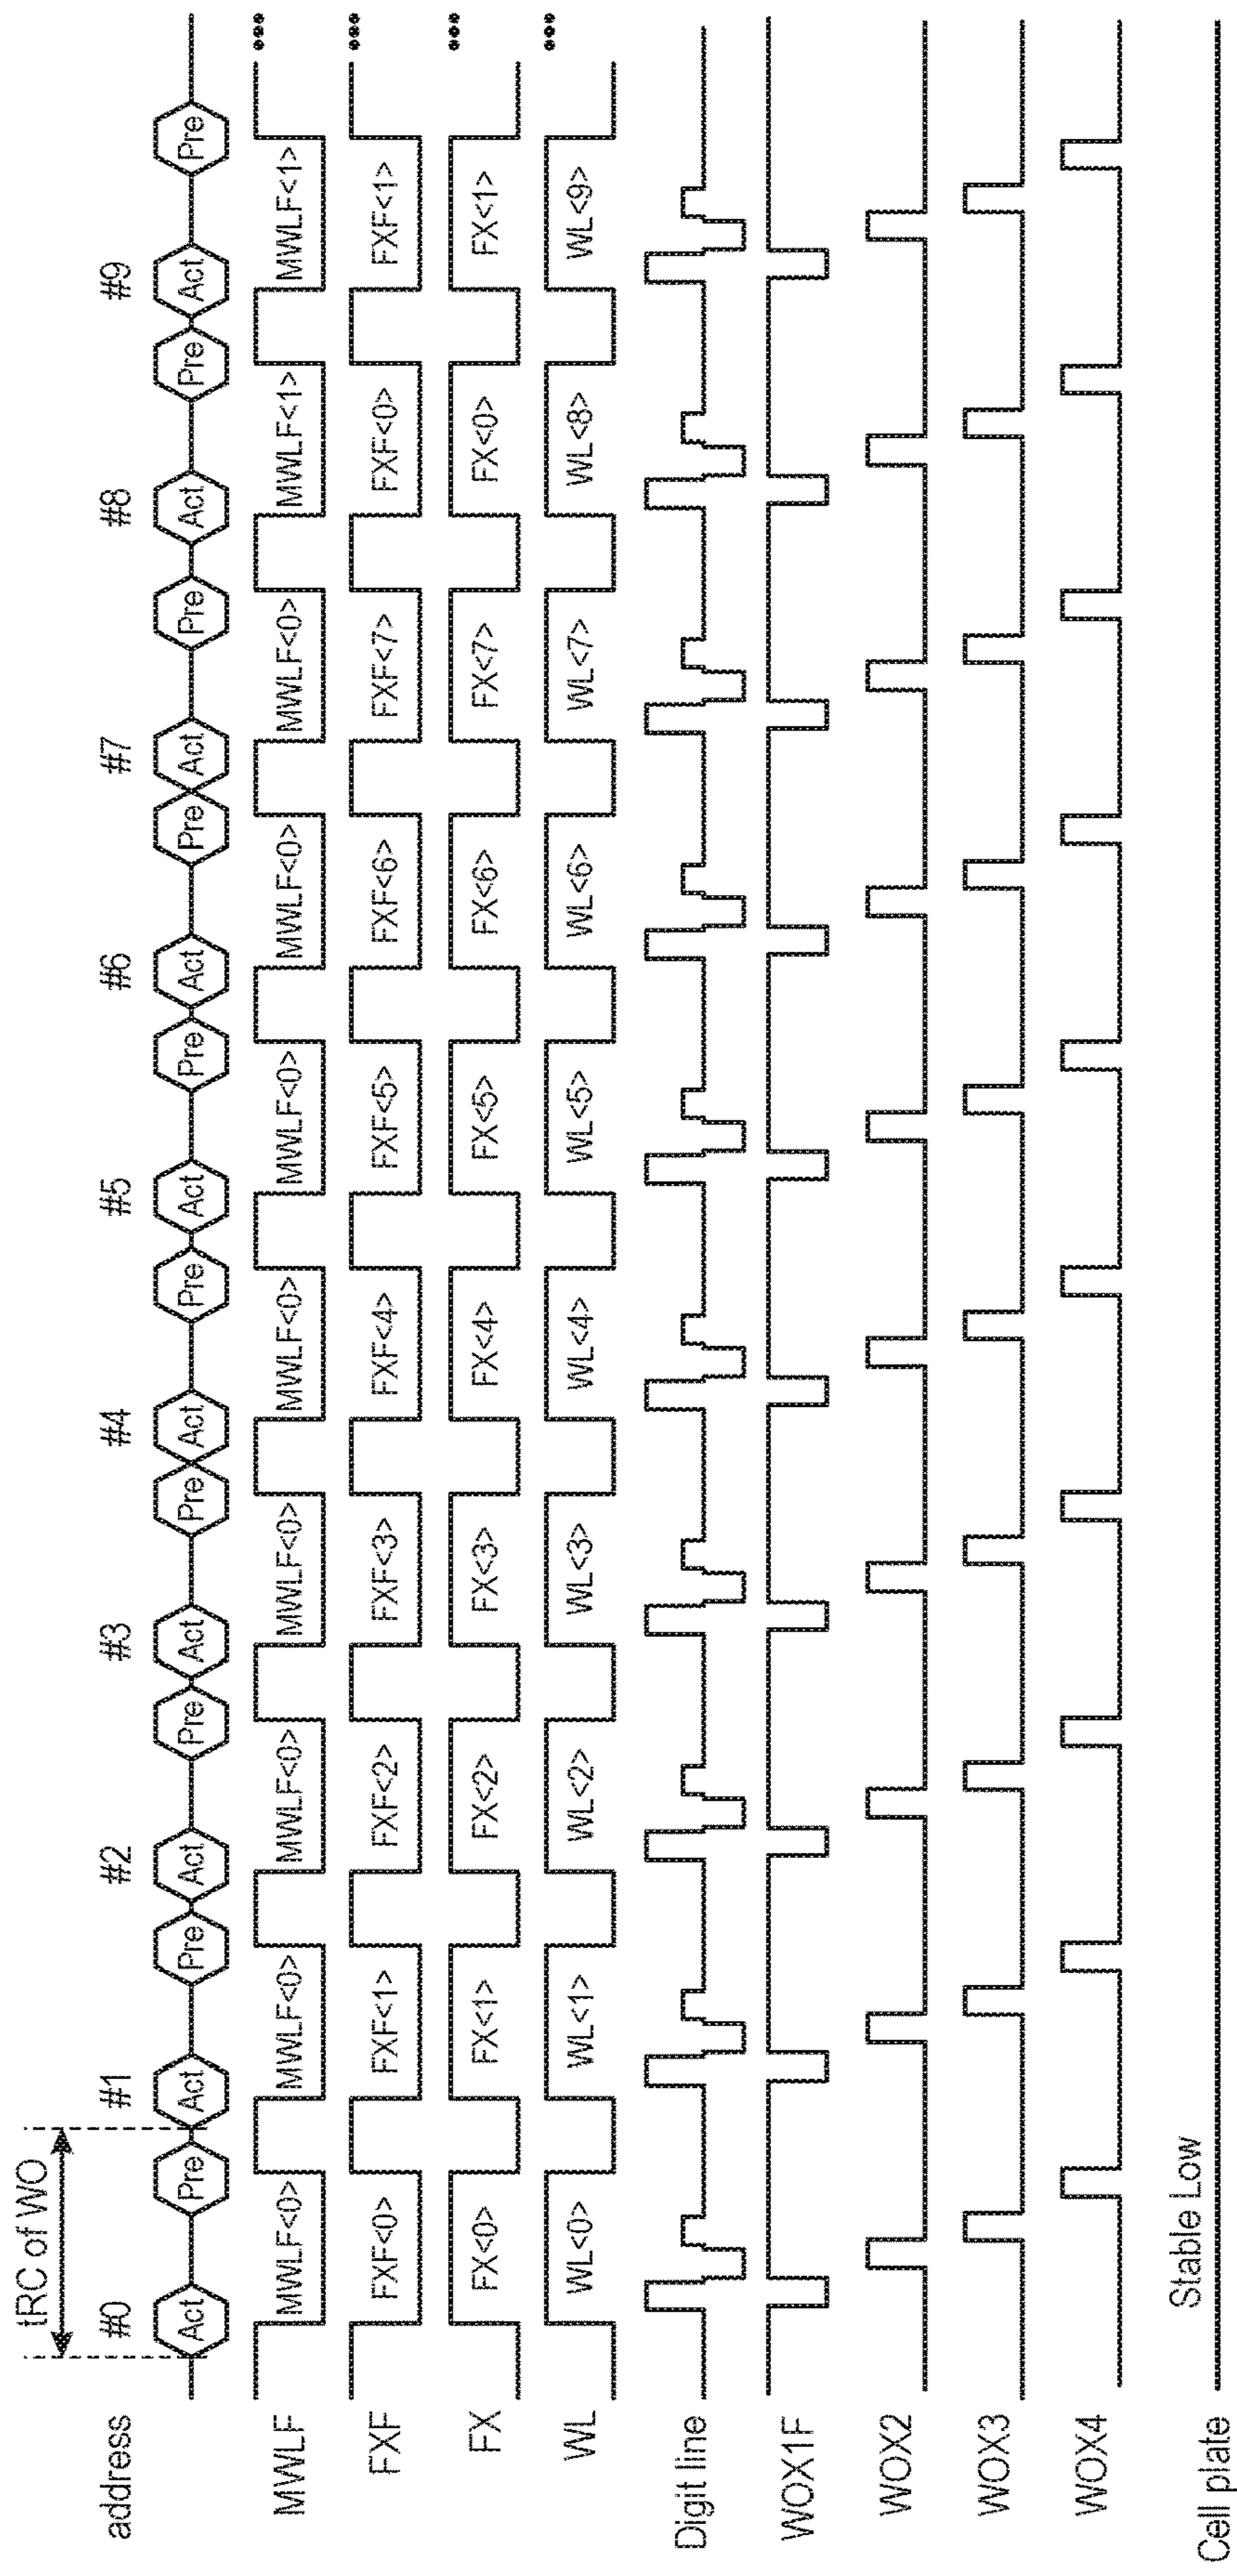 tRC of WO
#0 #1 #2 #3 #4 #5 #6 #7 #8 #9
address Act Pre Act Pre Act Pre Act Pre Act Pre Act Pre Act Pre Act Pre Act Pre Act Pre
MWLF MWLF<0> MWLF<0> MWLF<0> MWLF<0> MWLF<0> MWLF<0> MWLF<0> MWLF<0> MWLF<1> MWLF<1>
FXF FXF<0> FXF<1> FXF<2> FXF<3> FXF<4> FXF<5> FXF<6> FXF<7> FXF<0> FXF<1>
FX FX<0> FX<1> FX<2> FX<3> FX<4> FX<5> FX<6> FX<7> FX<0> FX<1>
WL WL<0> WL<1> WL<2> WL<3> WL<4> WL<5> WL<6> WL<7> WL<8> WL<9>
Digit line
WOX1F
WOX2
WOX3
WOX4
Stable Low
Cell plate